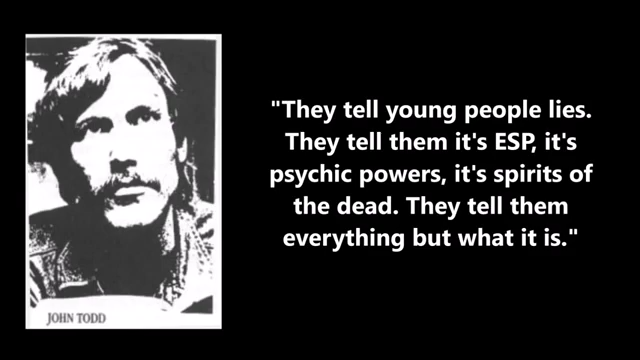 "They tell young people lies.
They tell them it's ESP, it's
psychic powers, it's spirits of
the dead. They tell them
everything but what it is."
JOHN TODD